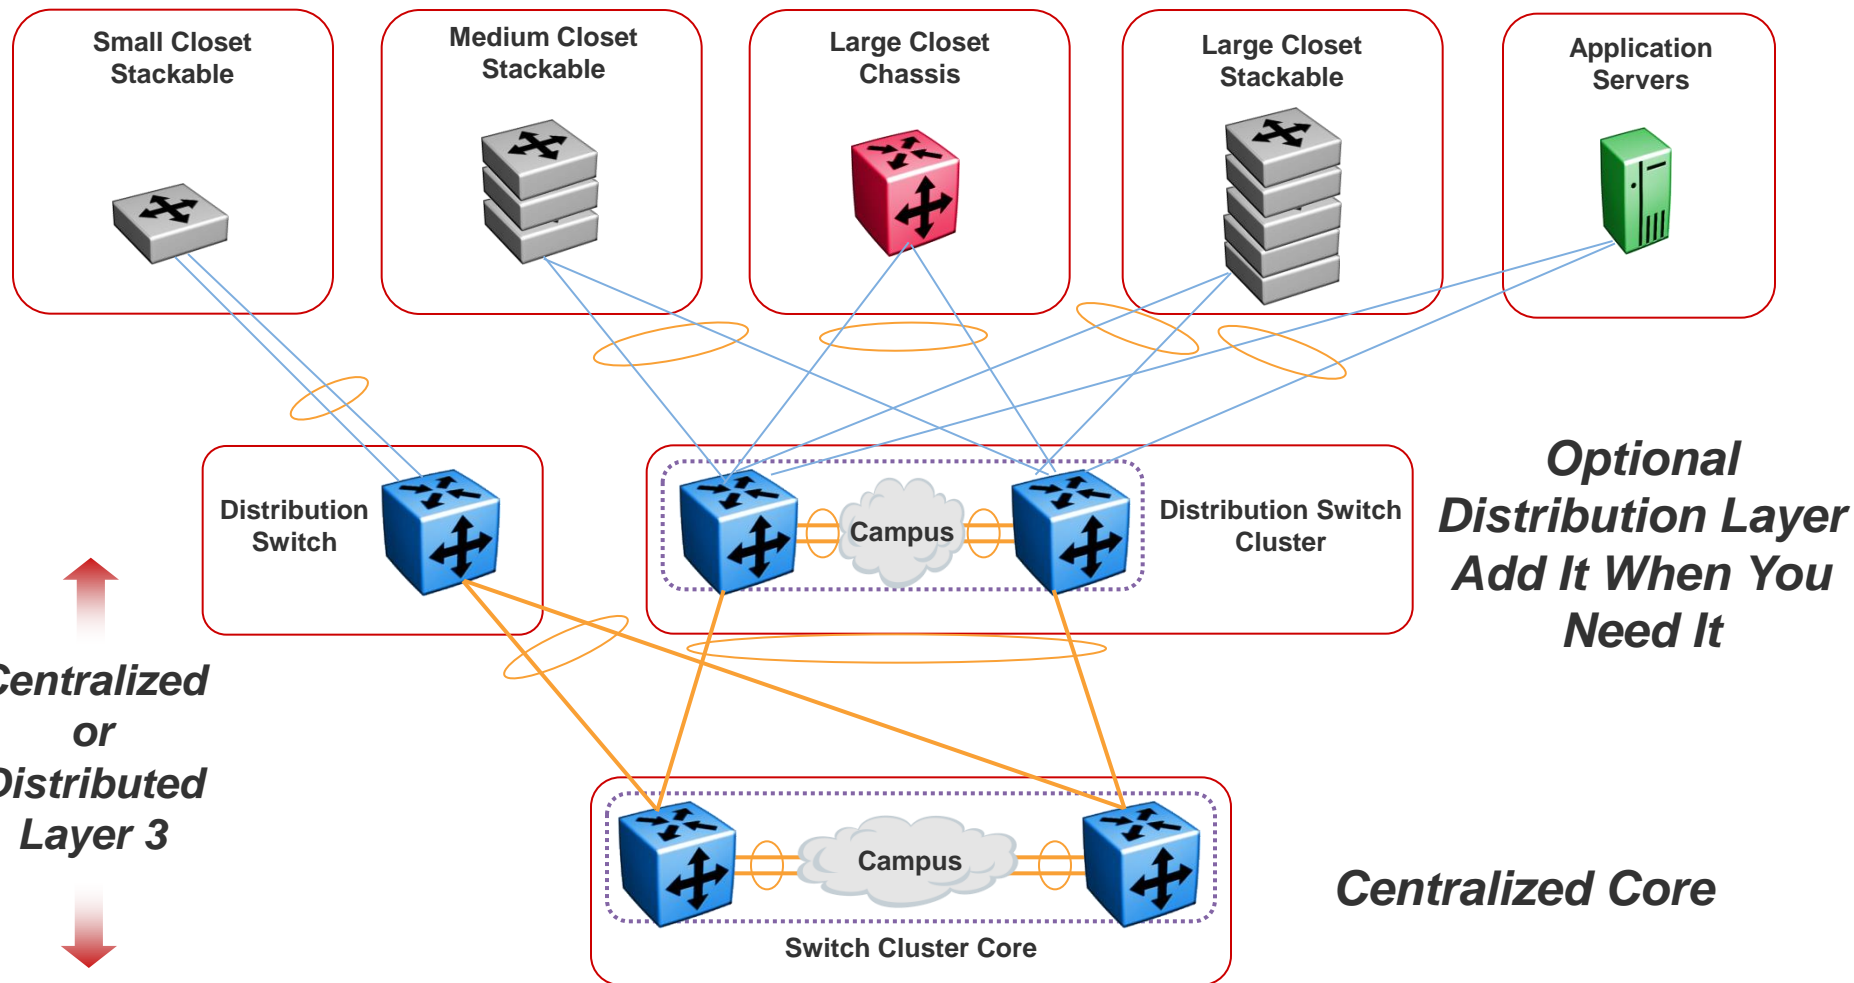 Small Closet
Stackable
Medium Closet
Stackable
Large Closet
Chassis
Large Closet
Stackable
Application
Servers
Distribution
Switch
Campus
Distribution Switch
Cluster
Optional
Distribution Layer
Add It When You
Need It
Centralized
or
Distributed
Layer 3
Campus
Switch Cluster Core
Centralized Core